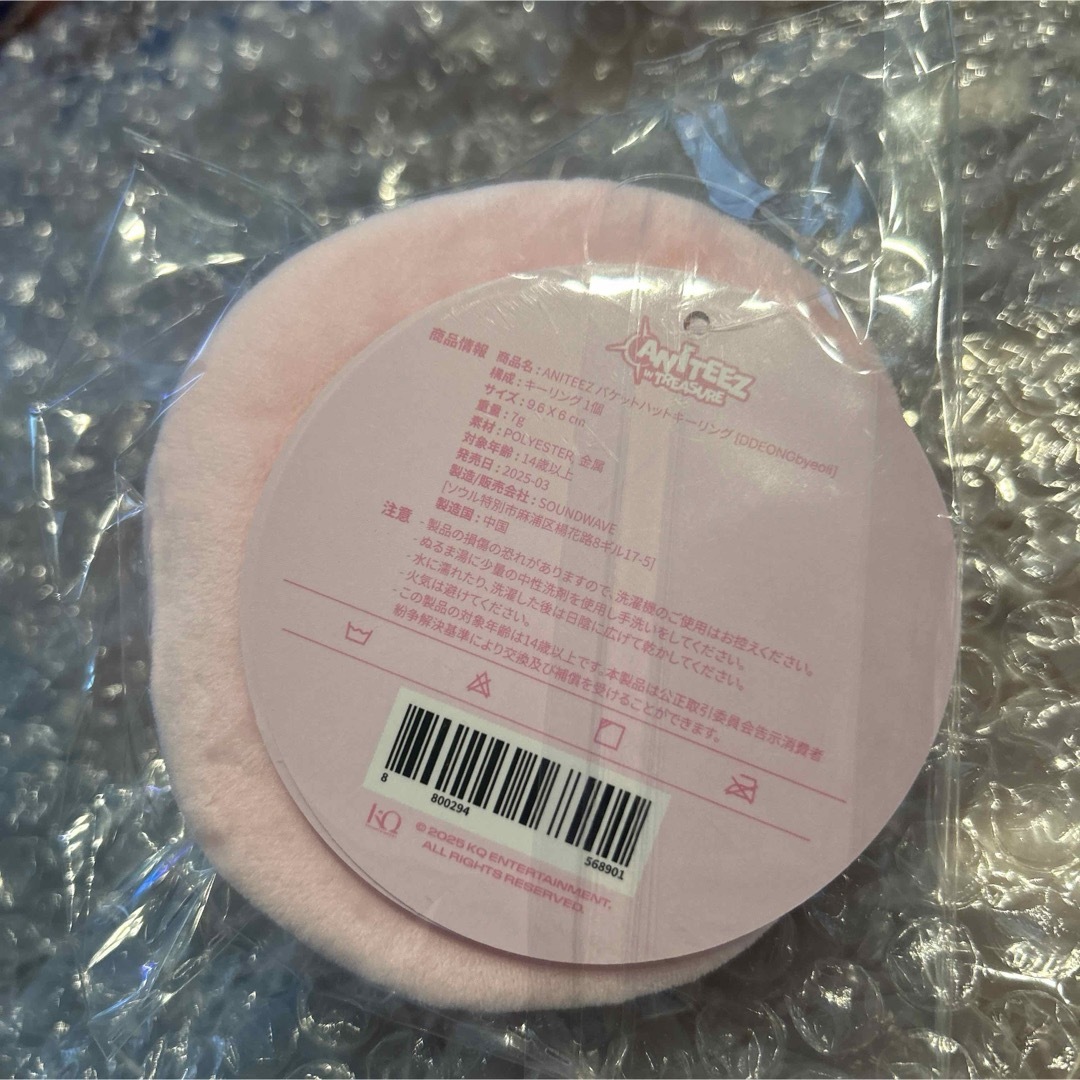 ANITEEZ
IN TREASURE
商品情報
商品名 : ANITEEZ バケットハットキーリング [DDEONGbyeoli]
構成 : キーリング 1個
サイズ : 9.6 X 6 cm
重量 : 7g
素材 : POLYESTER, 金属
対象年齢 : 14歳以上
発売日 : 2025-03
製造/販売会社 : SOUNDWAVE
[ソウル特別市麻浦区楊花路8ギル17-5]
製造国 : 中国
注意
- 製品の損傷の恐れがありますので、洗濯機のご使用はお控えください。
- ぬるま湯に少量の中性洗剤を使用し手洗いをしてください。
- 水に濡れたり、洗濯した後は日陰に広げて乾かしてください。
- 火気は避けてください。
- この製品の対象年齢は14歳以上です。本製品は公正取引委員会告示消費者
紛争解決基準により交換及び補償を受けることができます。
8 800294 568901
KQ
© 2025 KQ ENTERTAINMENT.
ALL RIGHTS RESERVED.